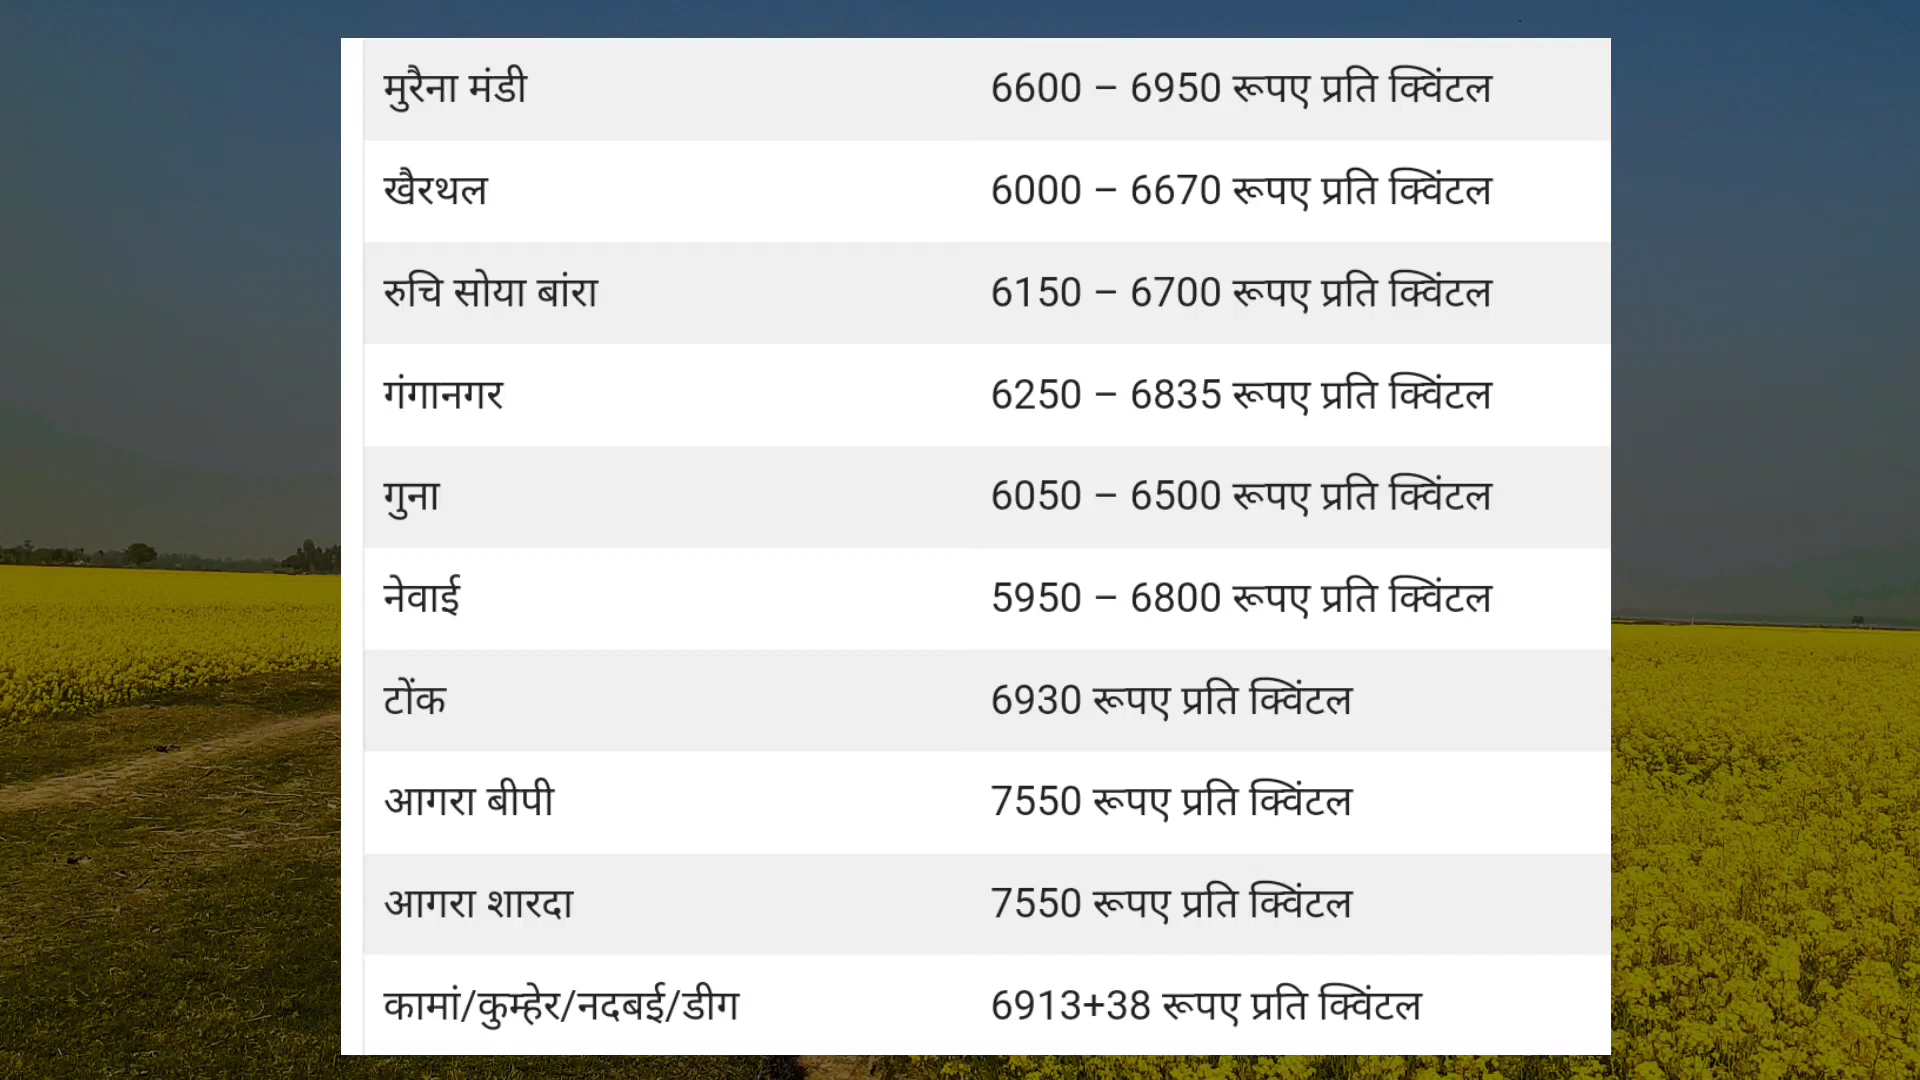 मुरैना मंडी 6600 – 6950 रूपए प्रति क्विंटल
खैरथल 6000 – 6670 रूपए प्रति क्विंटल
रुचि सोया बांरा 6150 – 6700 रूपए प्रति क्विंटल
गंगानगर 6250 – 6835 रूपए प्रति क्विंटल
गुना 6050 – 6500 रूपए प्रति क्विंटल
नेवाई 5950 – 6800 रूपए प्रति क्विंटल
टोंक 6930 रूपए प्रति क्विंटल
आगरा बीपी 7550 रूपए प्रति क्विंटल
आगरा शारदा 7550 रूपए प्रति क्विंटल
कामां/कुम्हेर/नदबई/डीग 6913+38 रूपए प्रति क्विंटल